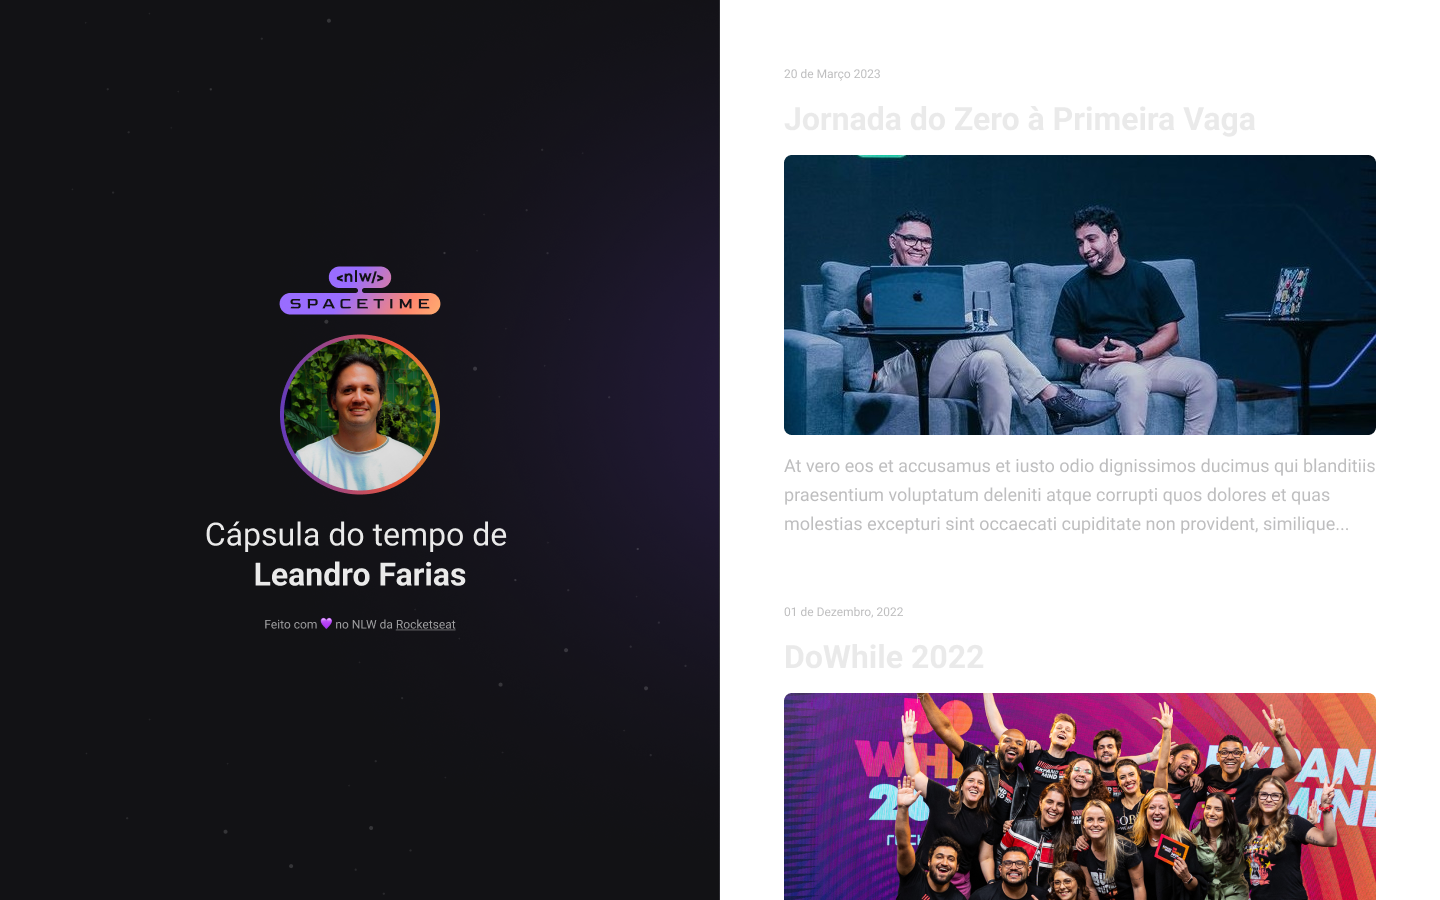 <nlw/>
SPACETIME
Cápsula do tempo de
Leandro Farias
Feito com 💜 no NLW da Rocketseat
20 de Março 2023
Jornada do Zero à Primeira Vaga
At vero eos et accusamus et iusto odio dignissimos ducimus qui blanditiis
praesentium voluptatum deleniti atque corrupti quos dolores et quas
molestias excepturi sint occaecati cupiditate non provident, similique...
01 de Dezembro, 2022
DoWhile 2022